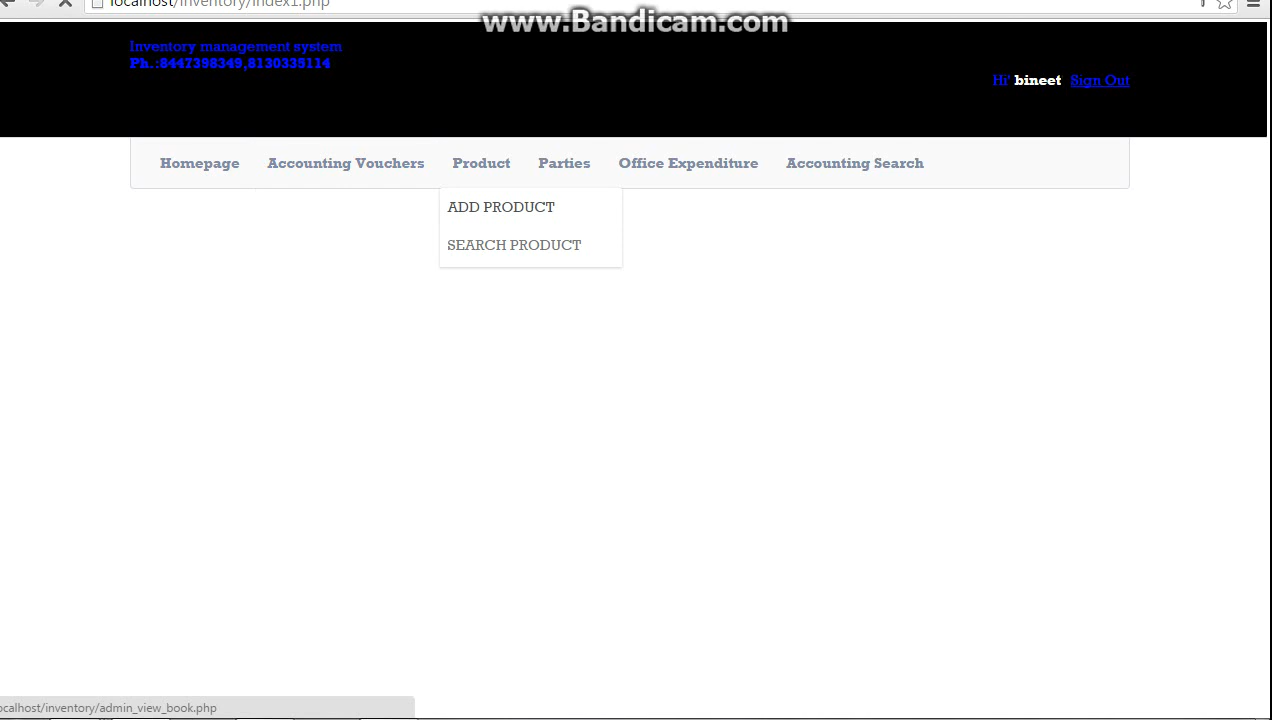 localhost/inventory/index1.php
www.Bandicam.com
Inventory management system
Ph.:8447398349,8130335114
Hi' bineet Sign Out
Homepage Accounting Vouchers Product Parties Office Expenditure Accounting Search
ADD PRODUCT
SEARCH PRODUCT
ocalhost/inventory/admin_view_book.php